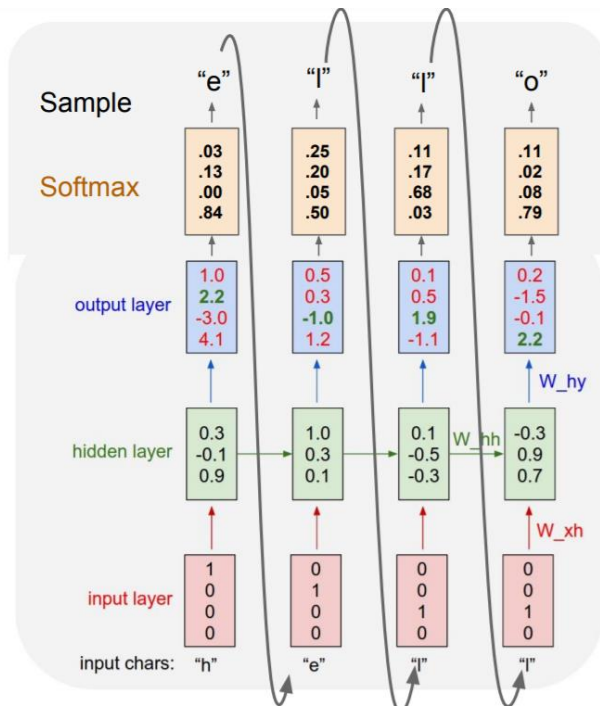 “e” “l” “l” “o”
Sample
Softmax
.03 .25 .11 .11
.13 .20 .17 .02
.00 .05 .68 .08
.84 .50 .03 .79
output layer
1.0 0.5 0.1 0.2
2.2 0.3 0.5 -1.5
-3.0 -1.0 1.9 -0.1
4.1 1.2 -1.1 2.2
W_hy
hidden layer
0.3 1.0 0.1 -0.3
-0.1 0.3 -0.5 0.9
0.9 0.1 -0.3 0.7
W_hh
W_xh
input layer
1 0 0 0
0 1 0 0
0 0 1 1
0 0 0 0
input chars: “h” “e” “l” “l”